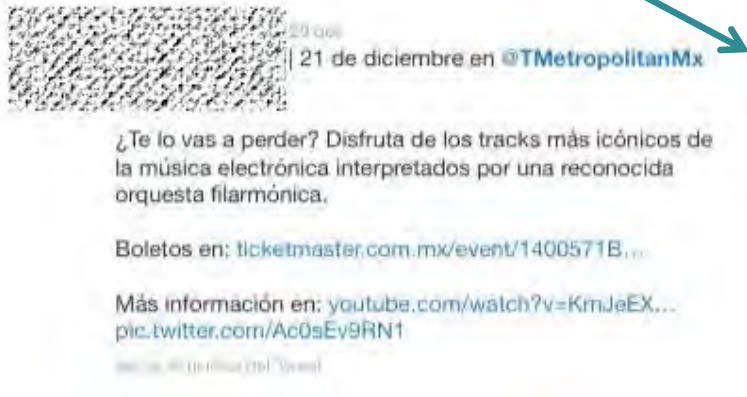 29 oct
| 21 de diciembre en @TMetropolitanMx
¿Te lo vas a perder? Disfruta de los tracks más icónicos de
la música electrónica interpretados por una reconocida
orquesta filarmónica.
Boletos en: ticketmaster.com.mx/event/1400571B...
Más información en: youtube.com/watch?v=KmJeEX...
pic.twitter.com/Ac0sEv9RN1